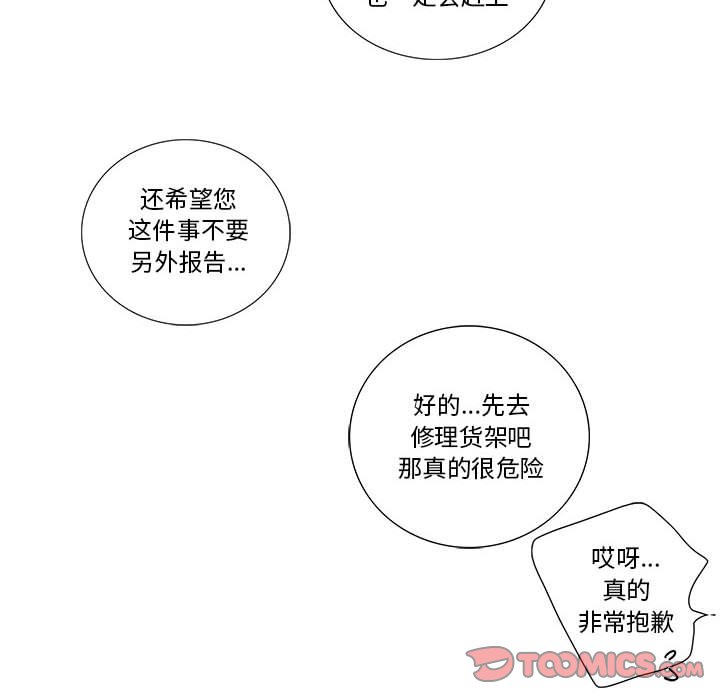 还希望您
这件事不要
另外报告...
好的...先去
修理货架吧
那真的很危险
哎呀...
真的
非常抱歉
TOOMICS.COM